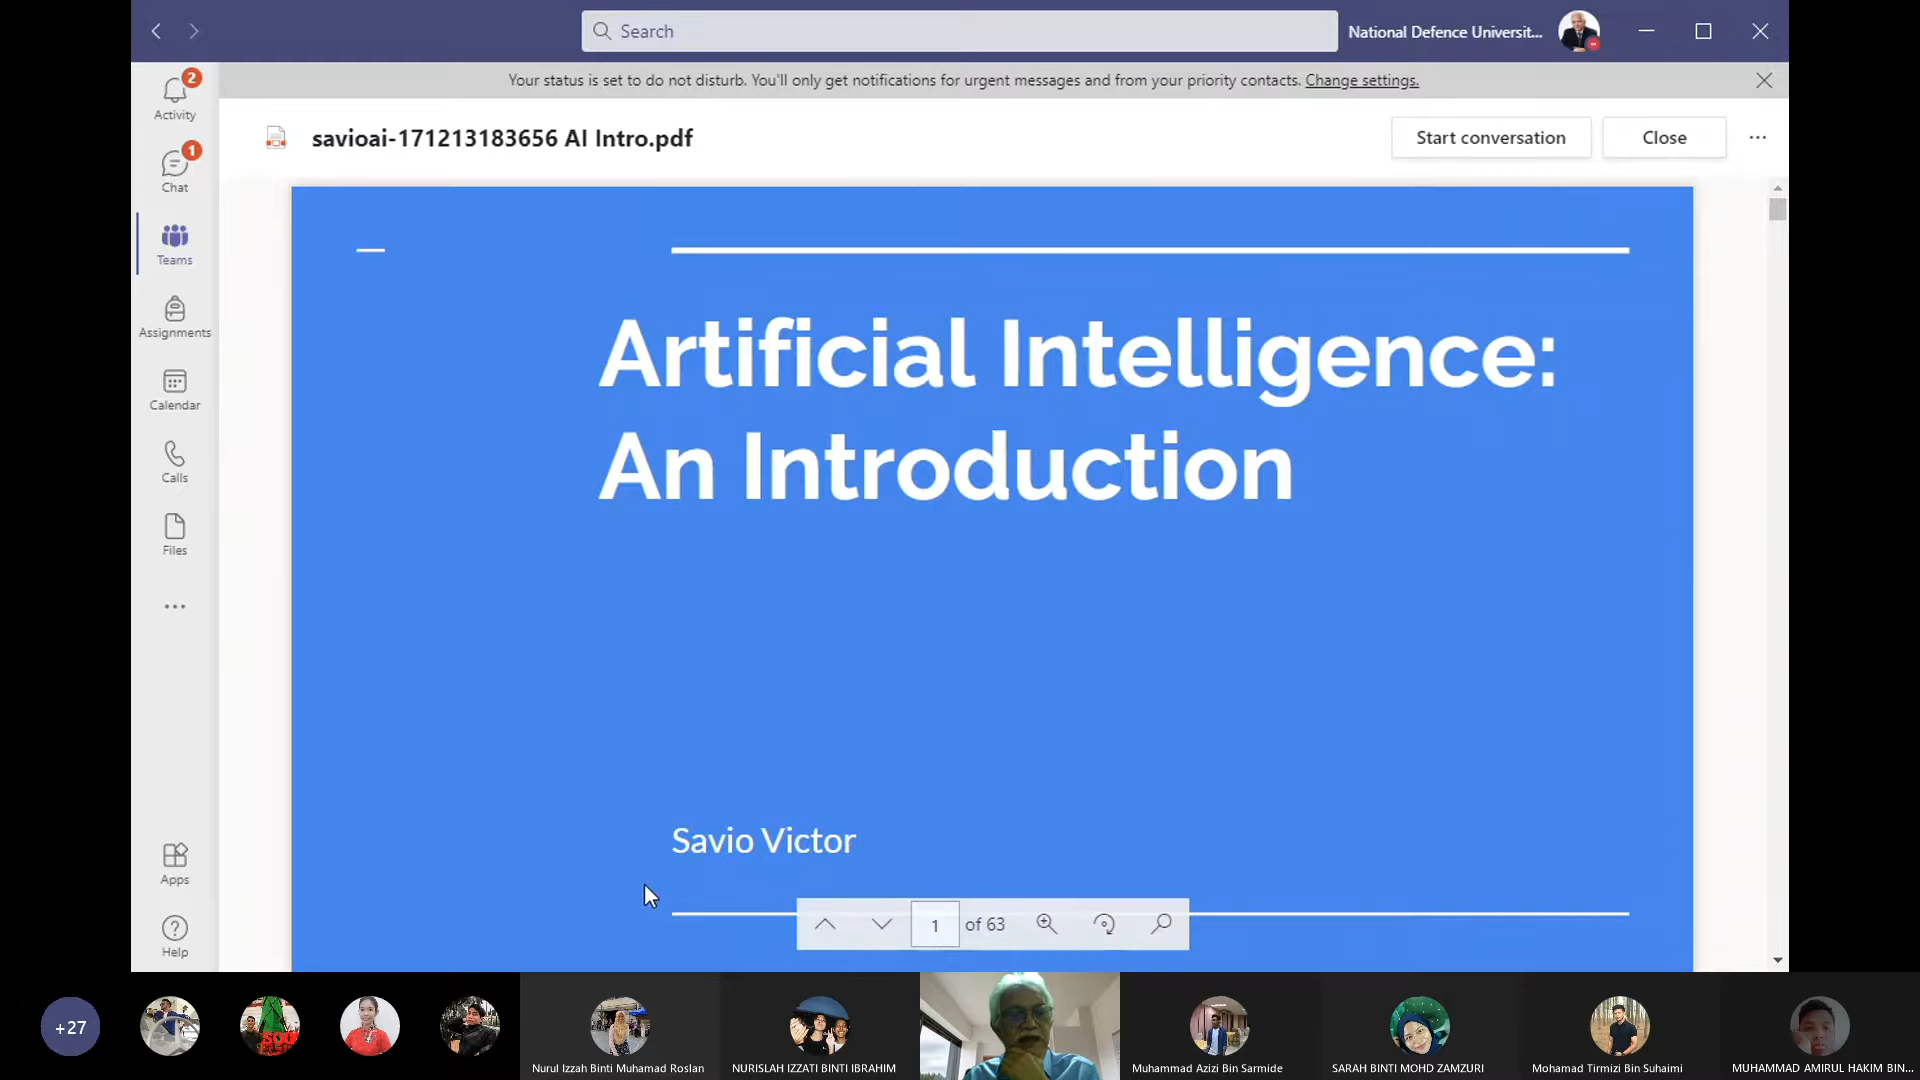 Search
National Defence Universit...
Your status is set to do not disturb. You'll only get notifications for urgent messages and from your priority contacts. Change settings.
2
Activity
1
Chat
Teams
Assignments
Calendar
Calls
Files
Apps
Help
savioai-171213183656 AI Intro.pdf
Start conversation
Close
Artificial Intelligence:
An Introduction
Savio Victor
1 of 63
+27
Nurul Izzah Binti Muhamad Roslan
NURISLAH IZZATI BINTI IBRAHIM
Muhammad Azizi Bin Sarmide
SARAH BINTI MOHD ZAMZURI
Mohamad Tirmizi Bin Suhaimi
MUHAMMAD AMIRUL HAKIM BIN...